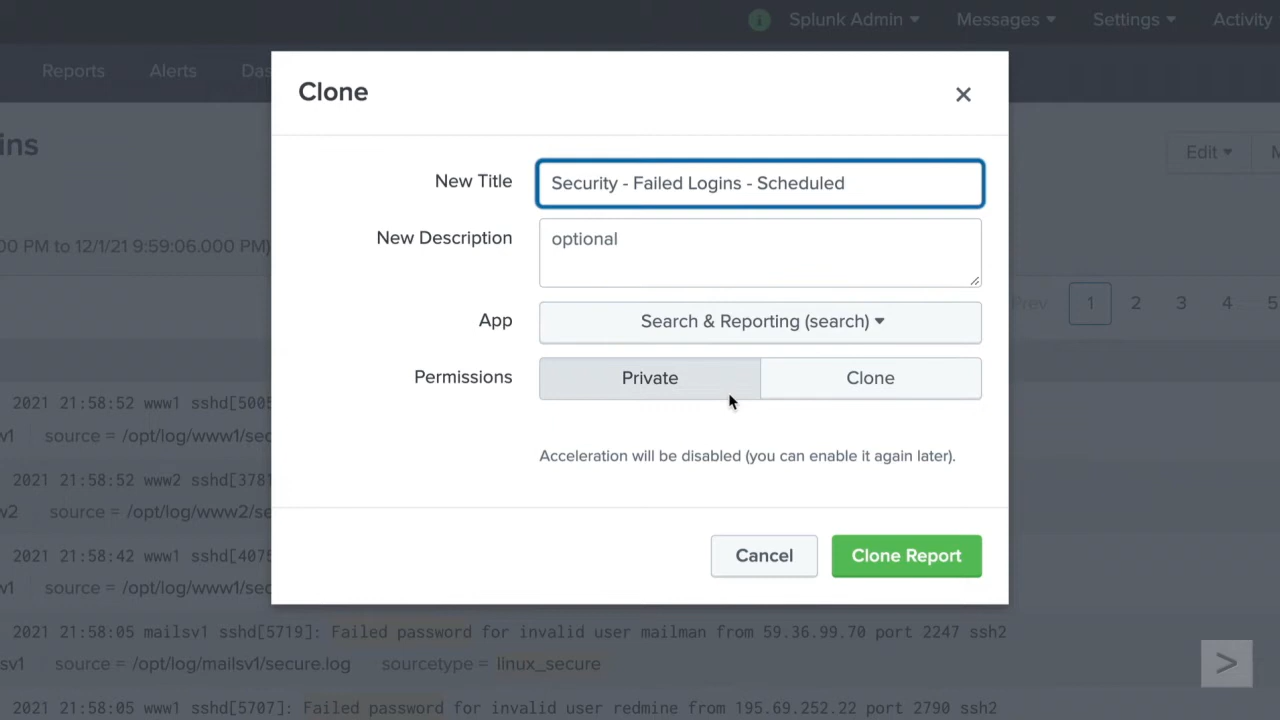 Splunk Admin Messages Settings Activity
Reports Alerts Das
Clone
ins
Edit M
New Title Security - Failed Logins - Scheduled
New Description optional
00 PM to 12/1/21 9:59:06.000 PM)
Prev 1 2 3 4 5
App Search & Reporting (search)
Permissions Private Clone
2021 21:58:52 www1 sshd[5005
w1 source = /opt/log/www1/sec
Acceleration will be disabled (you can enable it again later).
2021 21:58:52 www2 sshd[3781
w2 source = /opt/log/www2/se
2021 21:58:42 www1 sshd[4075
Cancel Clone Report
w1 source = /opt/log/www1/sec
2021 21:58:05 mailsv1 sshd[5719]: Failed password for invalid user mailman from 59.36.99.70 port 2247 ssh2
sv1 source = /opt/log/mailsv1/secure.log sourcetype = linux_secure
2021 21:58:05 www1 sshd[5707]: Failed password for invalid user redmine from 195.69.252.22 port 2790 ssh2